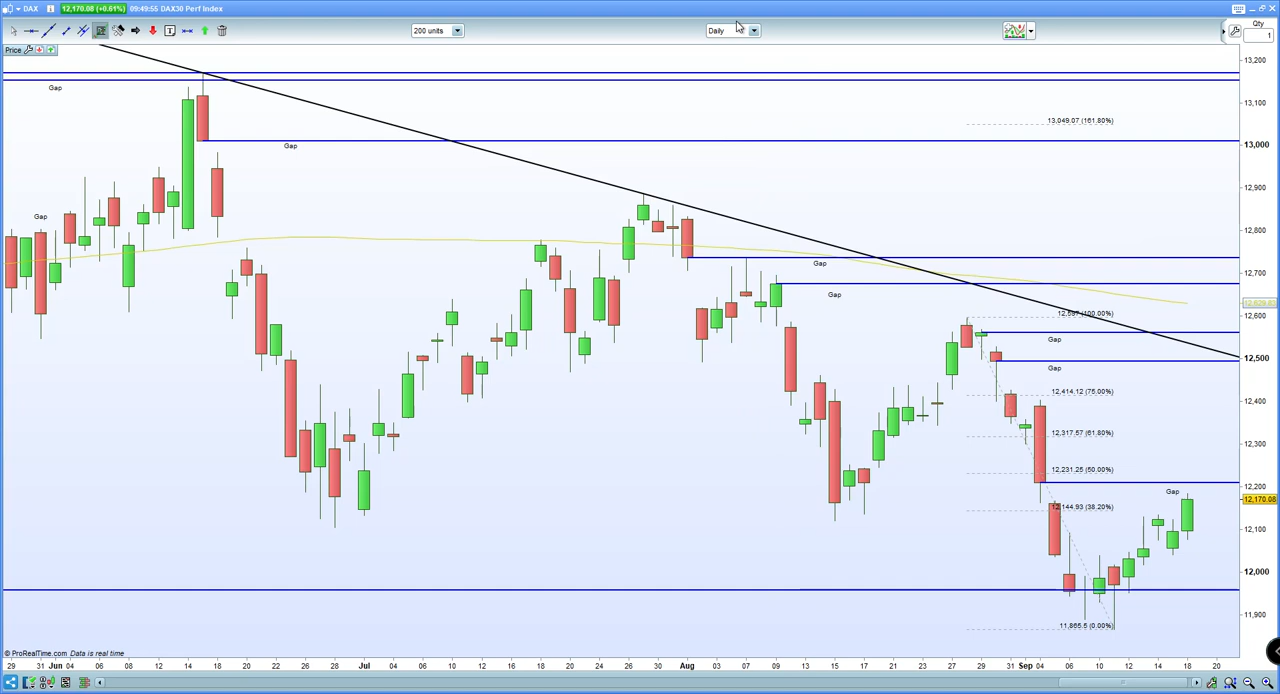 DAX 12,170.08 (+0.61%) 09:49:55 DAX30 Perf Index
200 units
Daily
Qty
1
Price
13,200
Gap
13,100
13,049.07 (161.80%)
Gap
13,000
12,900
Gap
12,800
Gap
12,700
Gap
12,629.83
12,600
12,597 (100.00%)
Gap
12,500
Gap
12,414.12 (75.00%)
12,400
12,317.57 (61.80%)
12,300
12,231.25 (50.00%)
12,200
Gap
12,170.08
12,144.93 (38.20%)
12,100
12,000
11,900
11,865.5 (0.00%)
© ProRealTime.com Data is real time
29 31 Jun 04 06 08 12 14 18 20 22 26 28 Jul 04 06 10 12 16 18 20 24 26 30 Aug 03 07 09 13 15 17 21 23 27 29 Sep 04 06 10 12 14 18 20